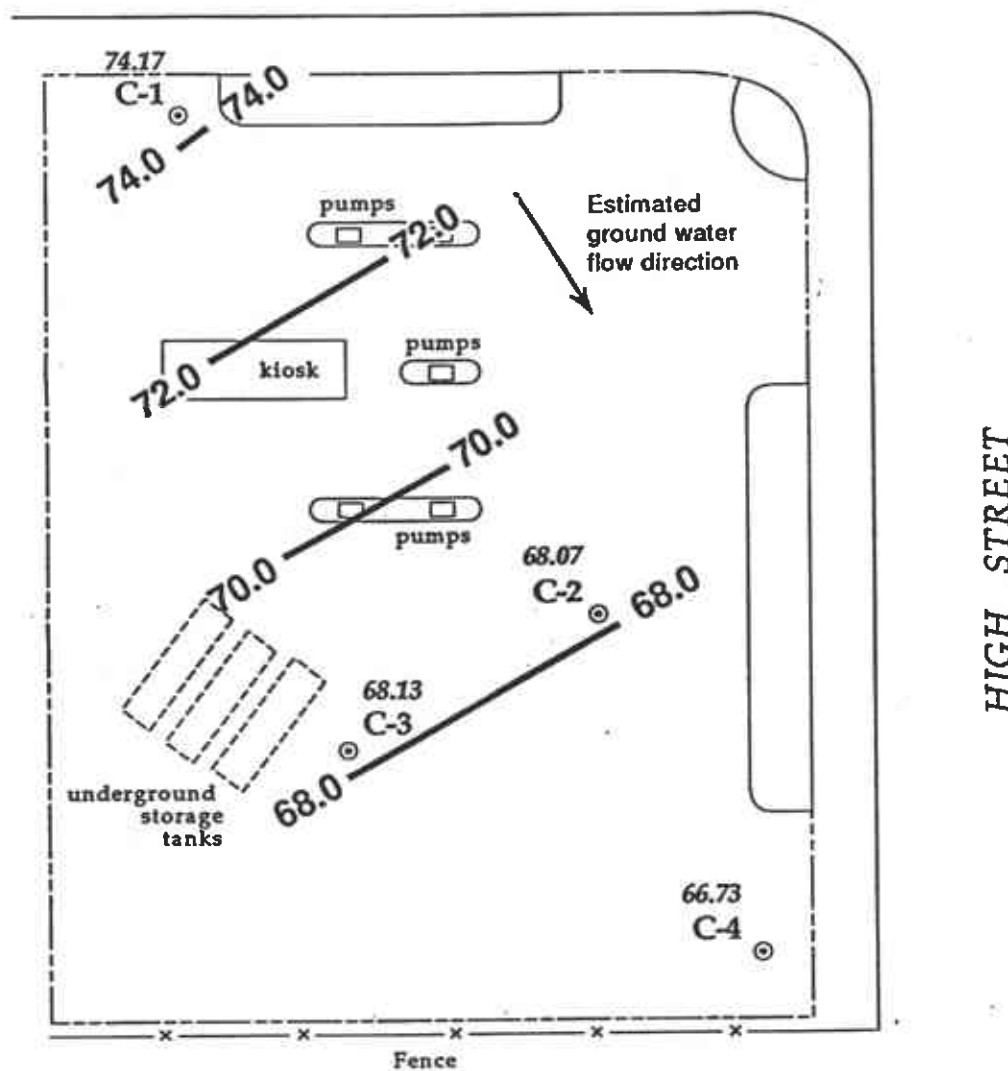 74.17
C-1
74.0
74.0
pumps
72.0
Estimated
ground water
flow direction
pumps
kiosk
72.0
70.0
pumps
70.0
68.07
C-2
68.0
68.13
C-3
68.0
underground
storage
tanks
66.73
C-4
Fence
HIGH STREET